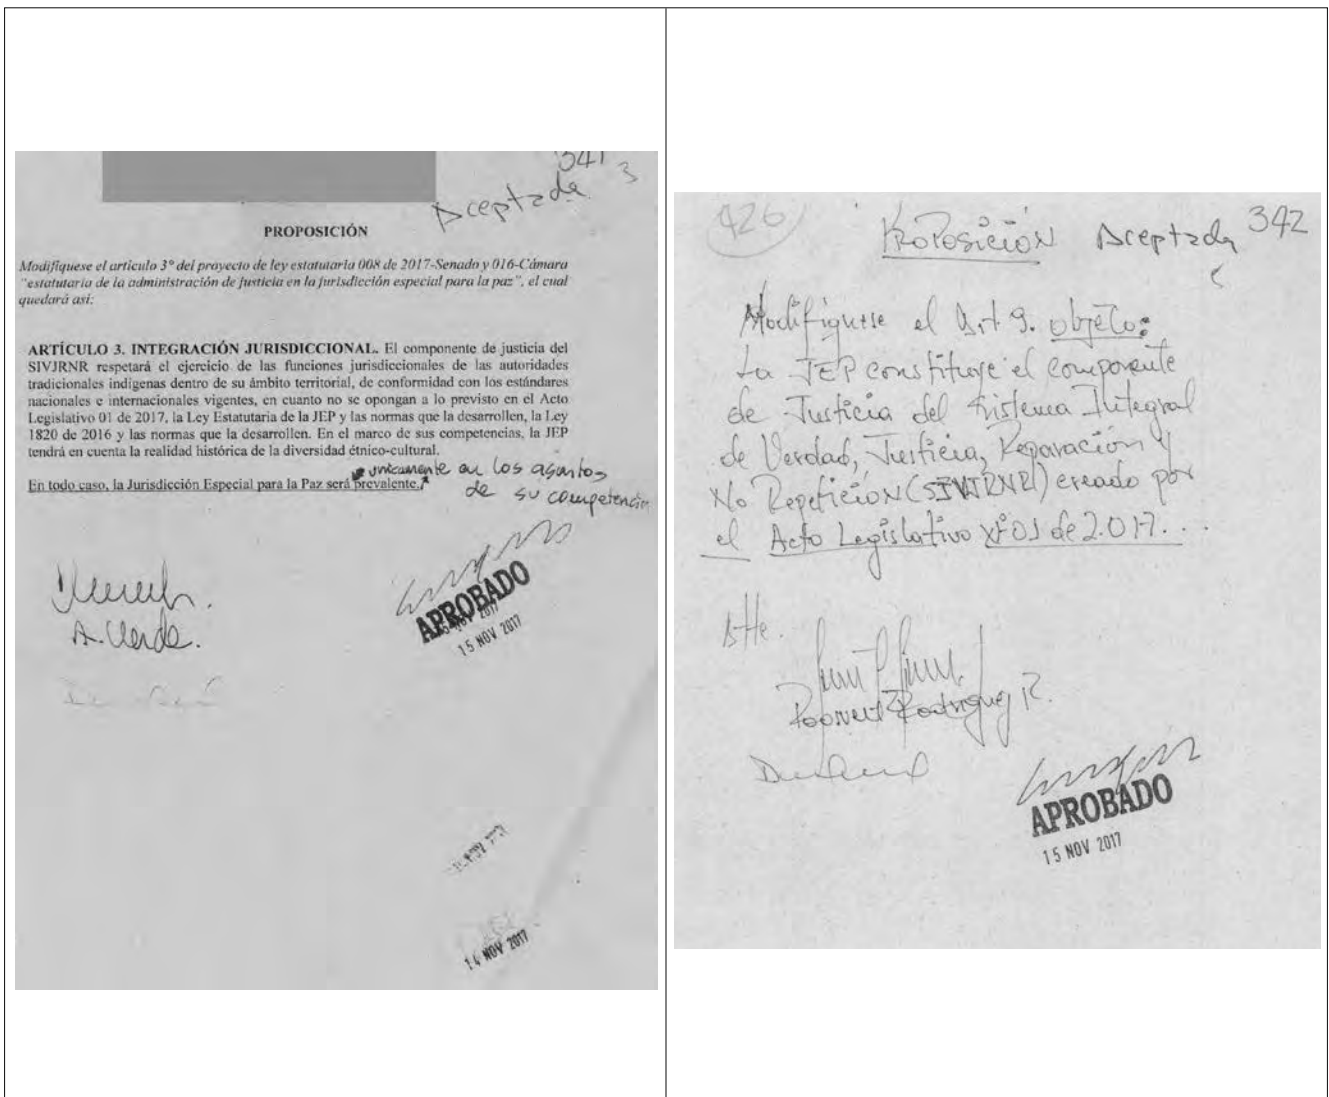 341
Aceptada 3
PROPOSICIÓN
Modifíquese el artículo 3º del proyecto de ley estatutaria 008 de 2017-Senado y 016-Cámara
"estatutaria de la administración de justicia en la jurisdicción especial para la paz", el cual
quedará así:
ARTÍCULO 3. INTEGRACIÓN JURISDICCIONAL. El componente de justicia del
SIVJRNR respetará el ejercicio de las funciones jurisdiccionales de las autoridades
tradicionales indígenas dentro de su ámbito territorial, de conformidad con los estándares
nacionales e internacionales vigentes, en cuanto no se opongan a lo previsto en el Acto
Legislativo 01 de 2017, la Ley Estatutaria de la JEP y las normas que la desarrollen, la Ley
1820 de 2016 y las normas que la desarrollen. En el marco de sus competencias, la JEP
tendrá en cuenta la realidad histórica de la diversidad étnico-cultural.
unicamente en los asuntos
En todo caso, la Jurisdicción Especial para la Paz será prevalente.
de su competencia
APROBADO
15 NOV 2017
14 NOV 2017
426
PROPOSICIÓN Aceptada 342
Modifiquese el Art 9. objeto:
La JEP constituye el componente
de Justicia del Sistema Integral
de Verdad, Justicia, Reparación y
No Repetición (SIVJRNR) creado por
el Acto Legislativo Nº 01 de 2.017...
Atte.
Rodriguez R.
APROBADO
15 NOV 2017